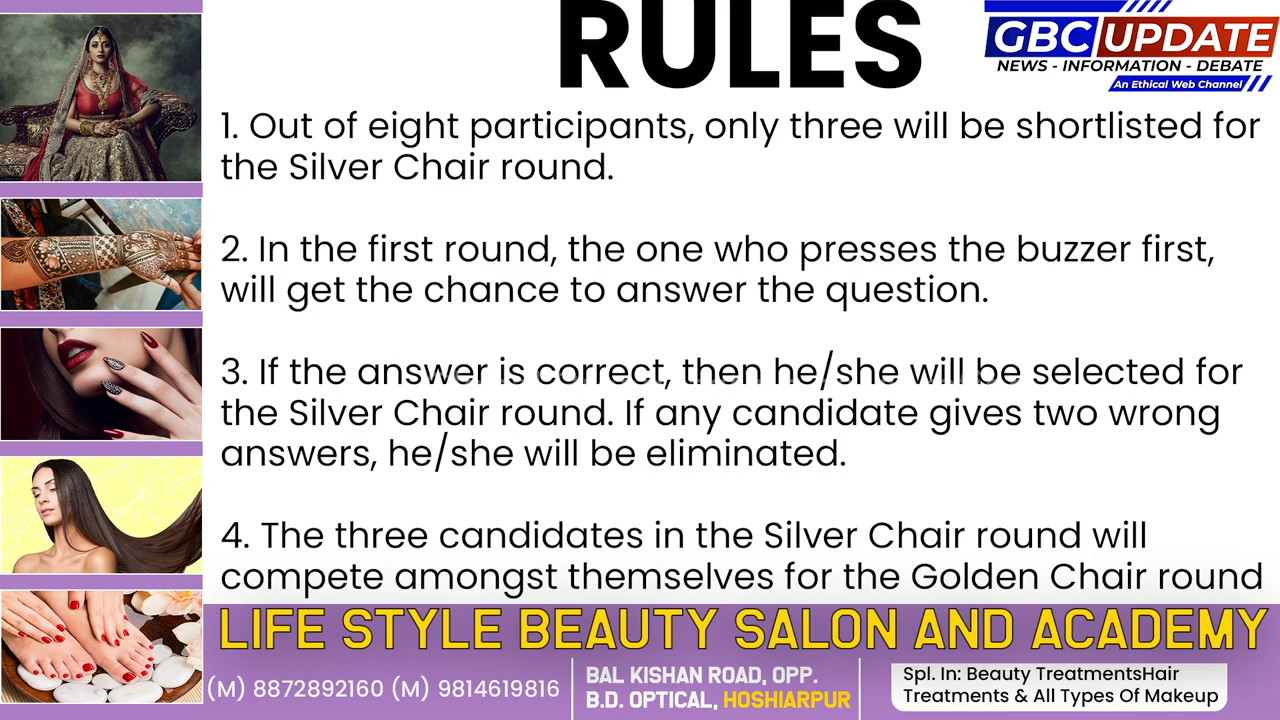 RULES
GBC UPDATE
NEWS - INFORMATION - DEBATE
An Ethical Web Channel
1. Out of eight participants, only three will be shortlisted for
the Silver Chair round.
2. In the first round, the one who presses the buzzer first,
will get the chance to answer the question.
3. If the answer is correct, then he/she will be selected for
the Silver Chair round. If any candidate gives two wrong
answers, he/she will be eliminated.
4. The three candidates in the Silver Chair round will
compete amongst themselves for the Golden Chair round
LIFE STYLE BEAUTY SALON AND ACADEMY
(M) 8872892160 (M) 9814619816
BAL KISHAN ROAD, OPP.
B.D. OPTICAL, HOSHIARPUR
Spl. In: Beauty TreatmentsHair
Treatments & All Types Of Makeup